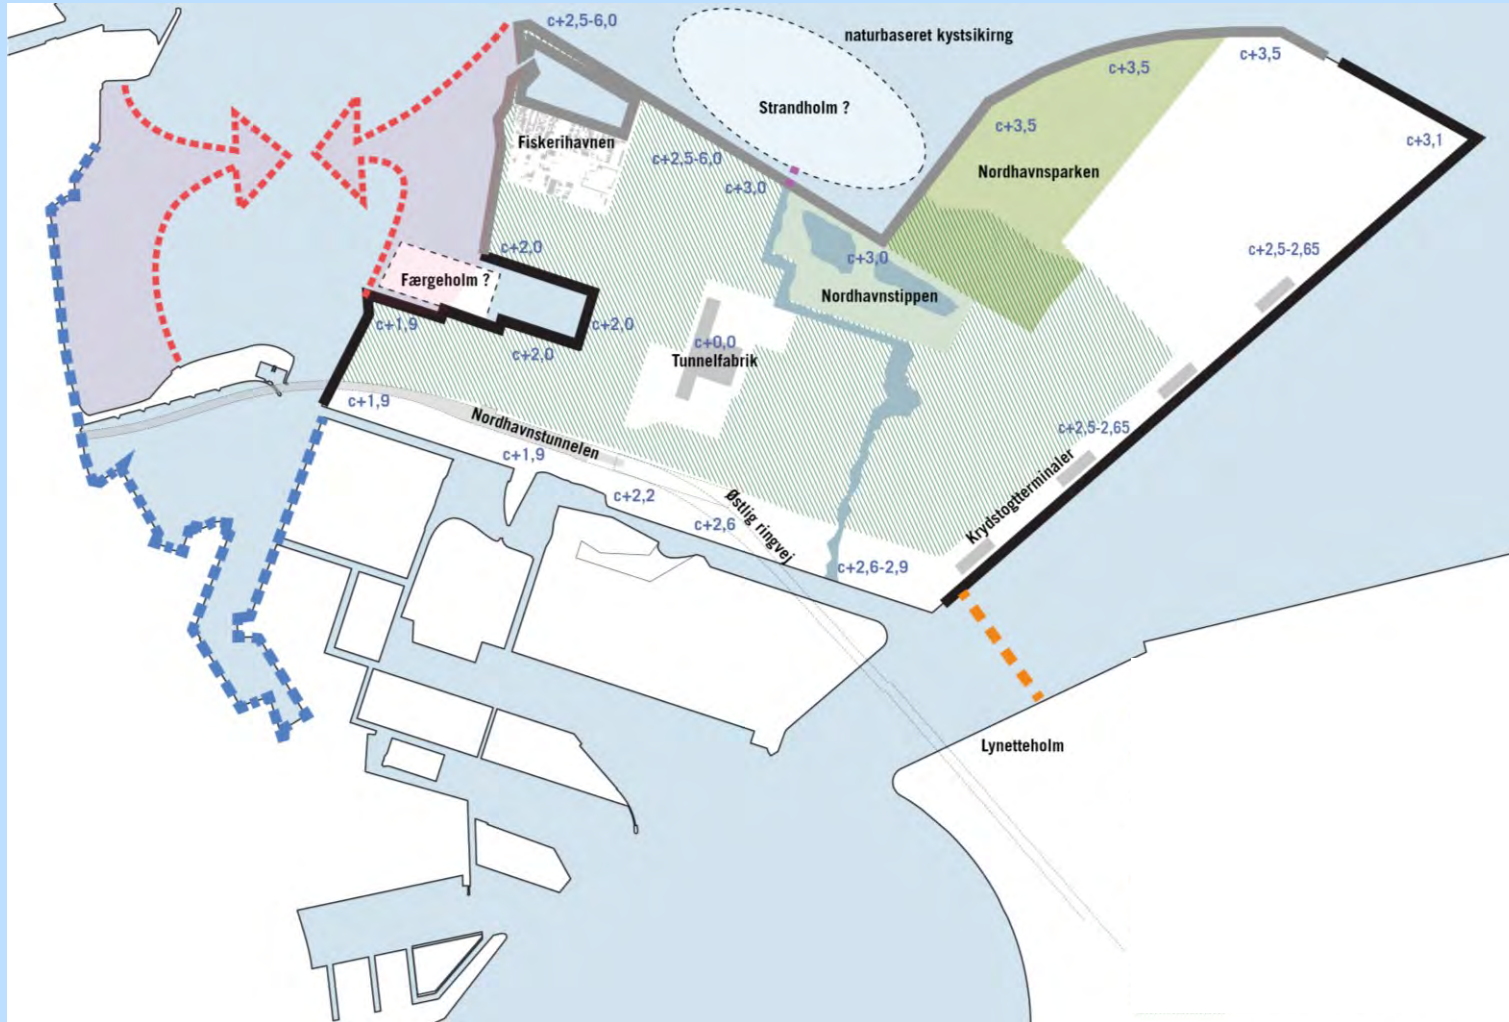 c+2,5-6,0
naturbaseret kystsikirng
c+3,5
c+3,5
Strandholm ?
c+3,5
c+3,1
Fiskerihavnen
c+2,5-6,0
Nordhavnsparken
c+3,0
c+2,0
c+2,5-2,65
c+3,0
Færgeholm ?
Nordhavnstippen
c+1,9
c+2,0
c+2,0
c+0,0
Tunnelfabrik
c+1,9
Nordhavnstunnelen
c+2,5-2,65
c+1,9
Krydstogtterminaler
c+2,2
Østlig ringvej
c+2,6
c+2,6-2,9
Lynetteholm